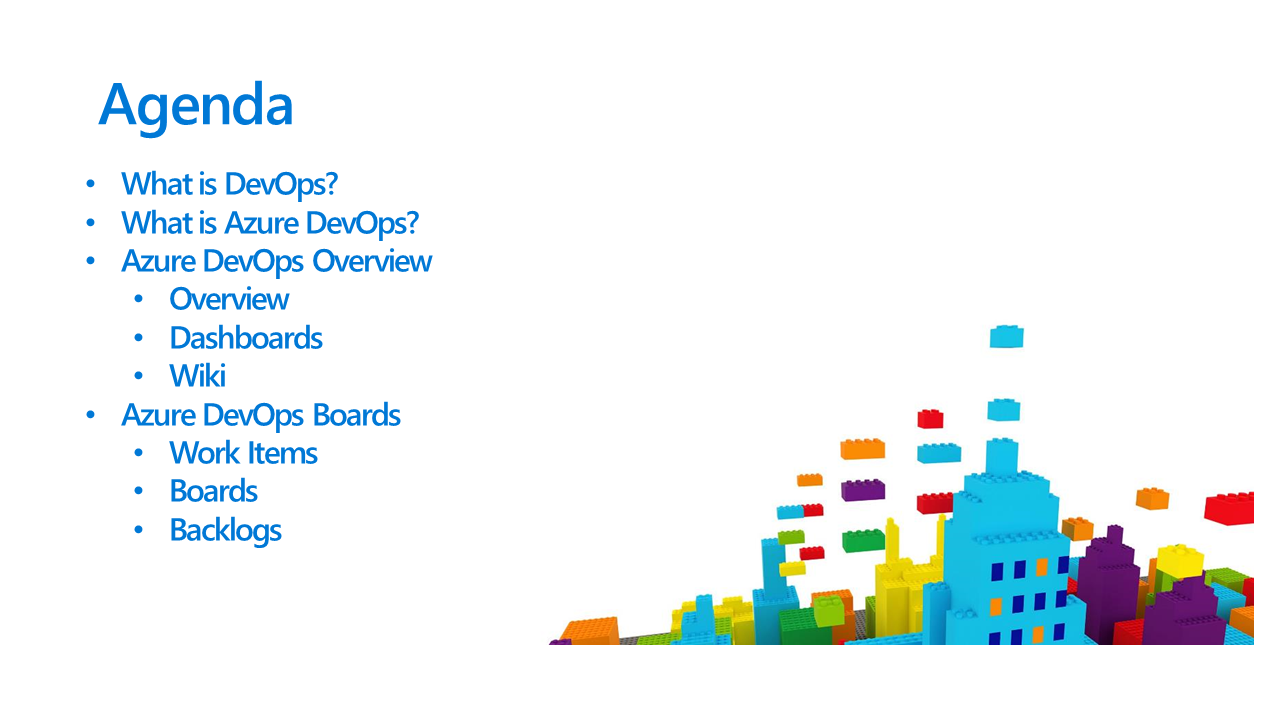 Agenda
• What is DevOps?
• What is Azure DevOps?
• Azure DevOps Overview
• Overview
• Dashboards
• Wiki
• Azure DevOps Boards
• Work Items
• Boards
• Backlogs